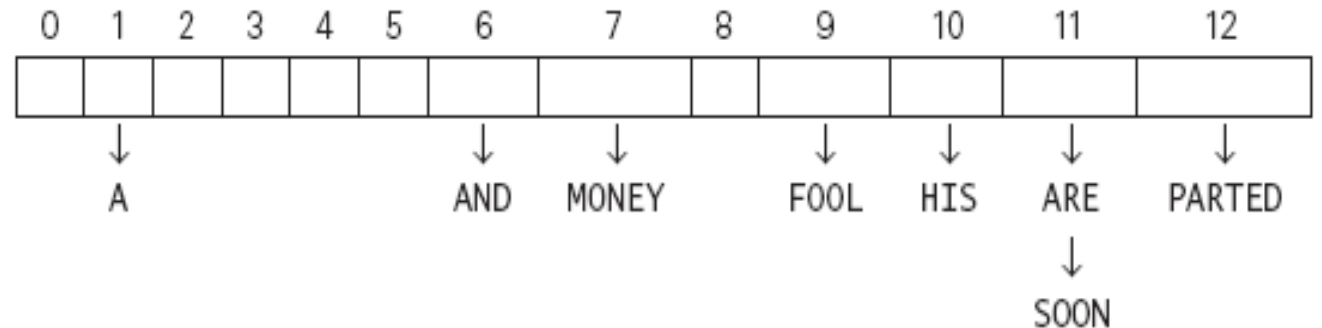 0 1 2 3 4 5 6 7 8 9 10 11 12
A AND MONEY FOOL HIS ARE PARTED
SOON